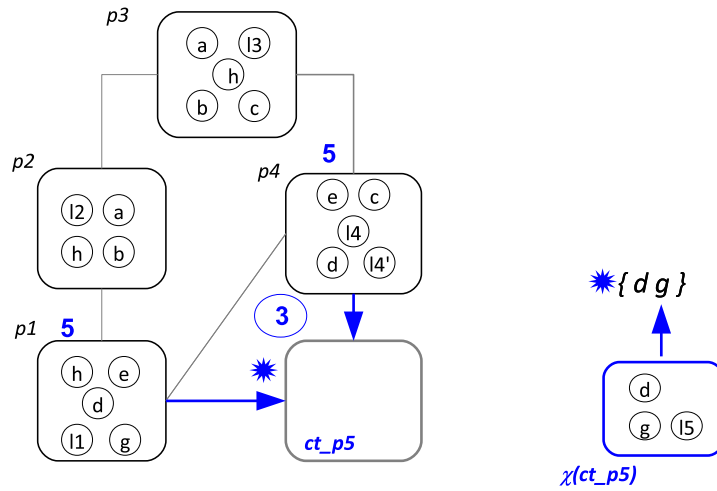 p3
a l3
h
b c
p2
5
p4
l2 a
e c
l4
h b
d l4'
{ d g }
p1
5
3
h e
d
d
l1 g
g l5
ct_p5
χ(ct_p5)